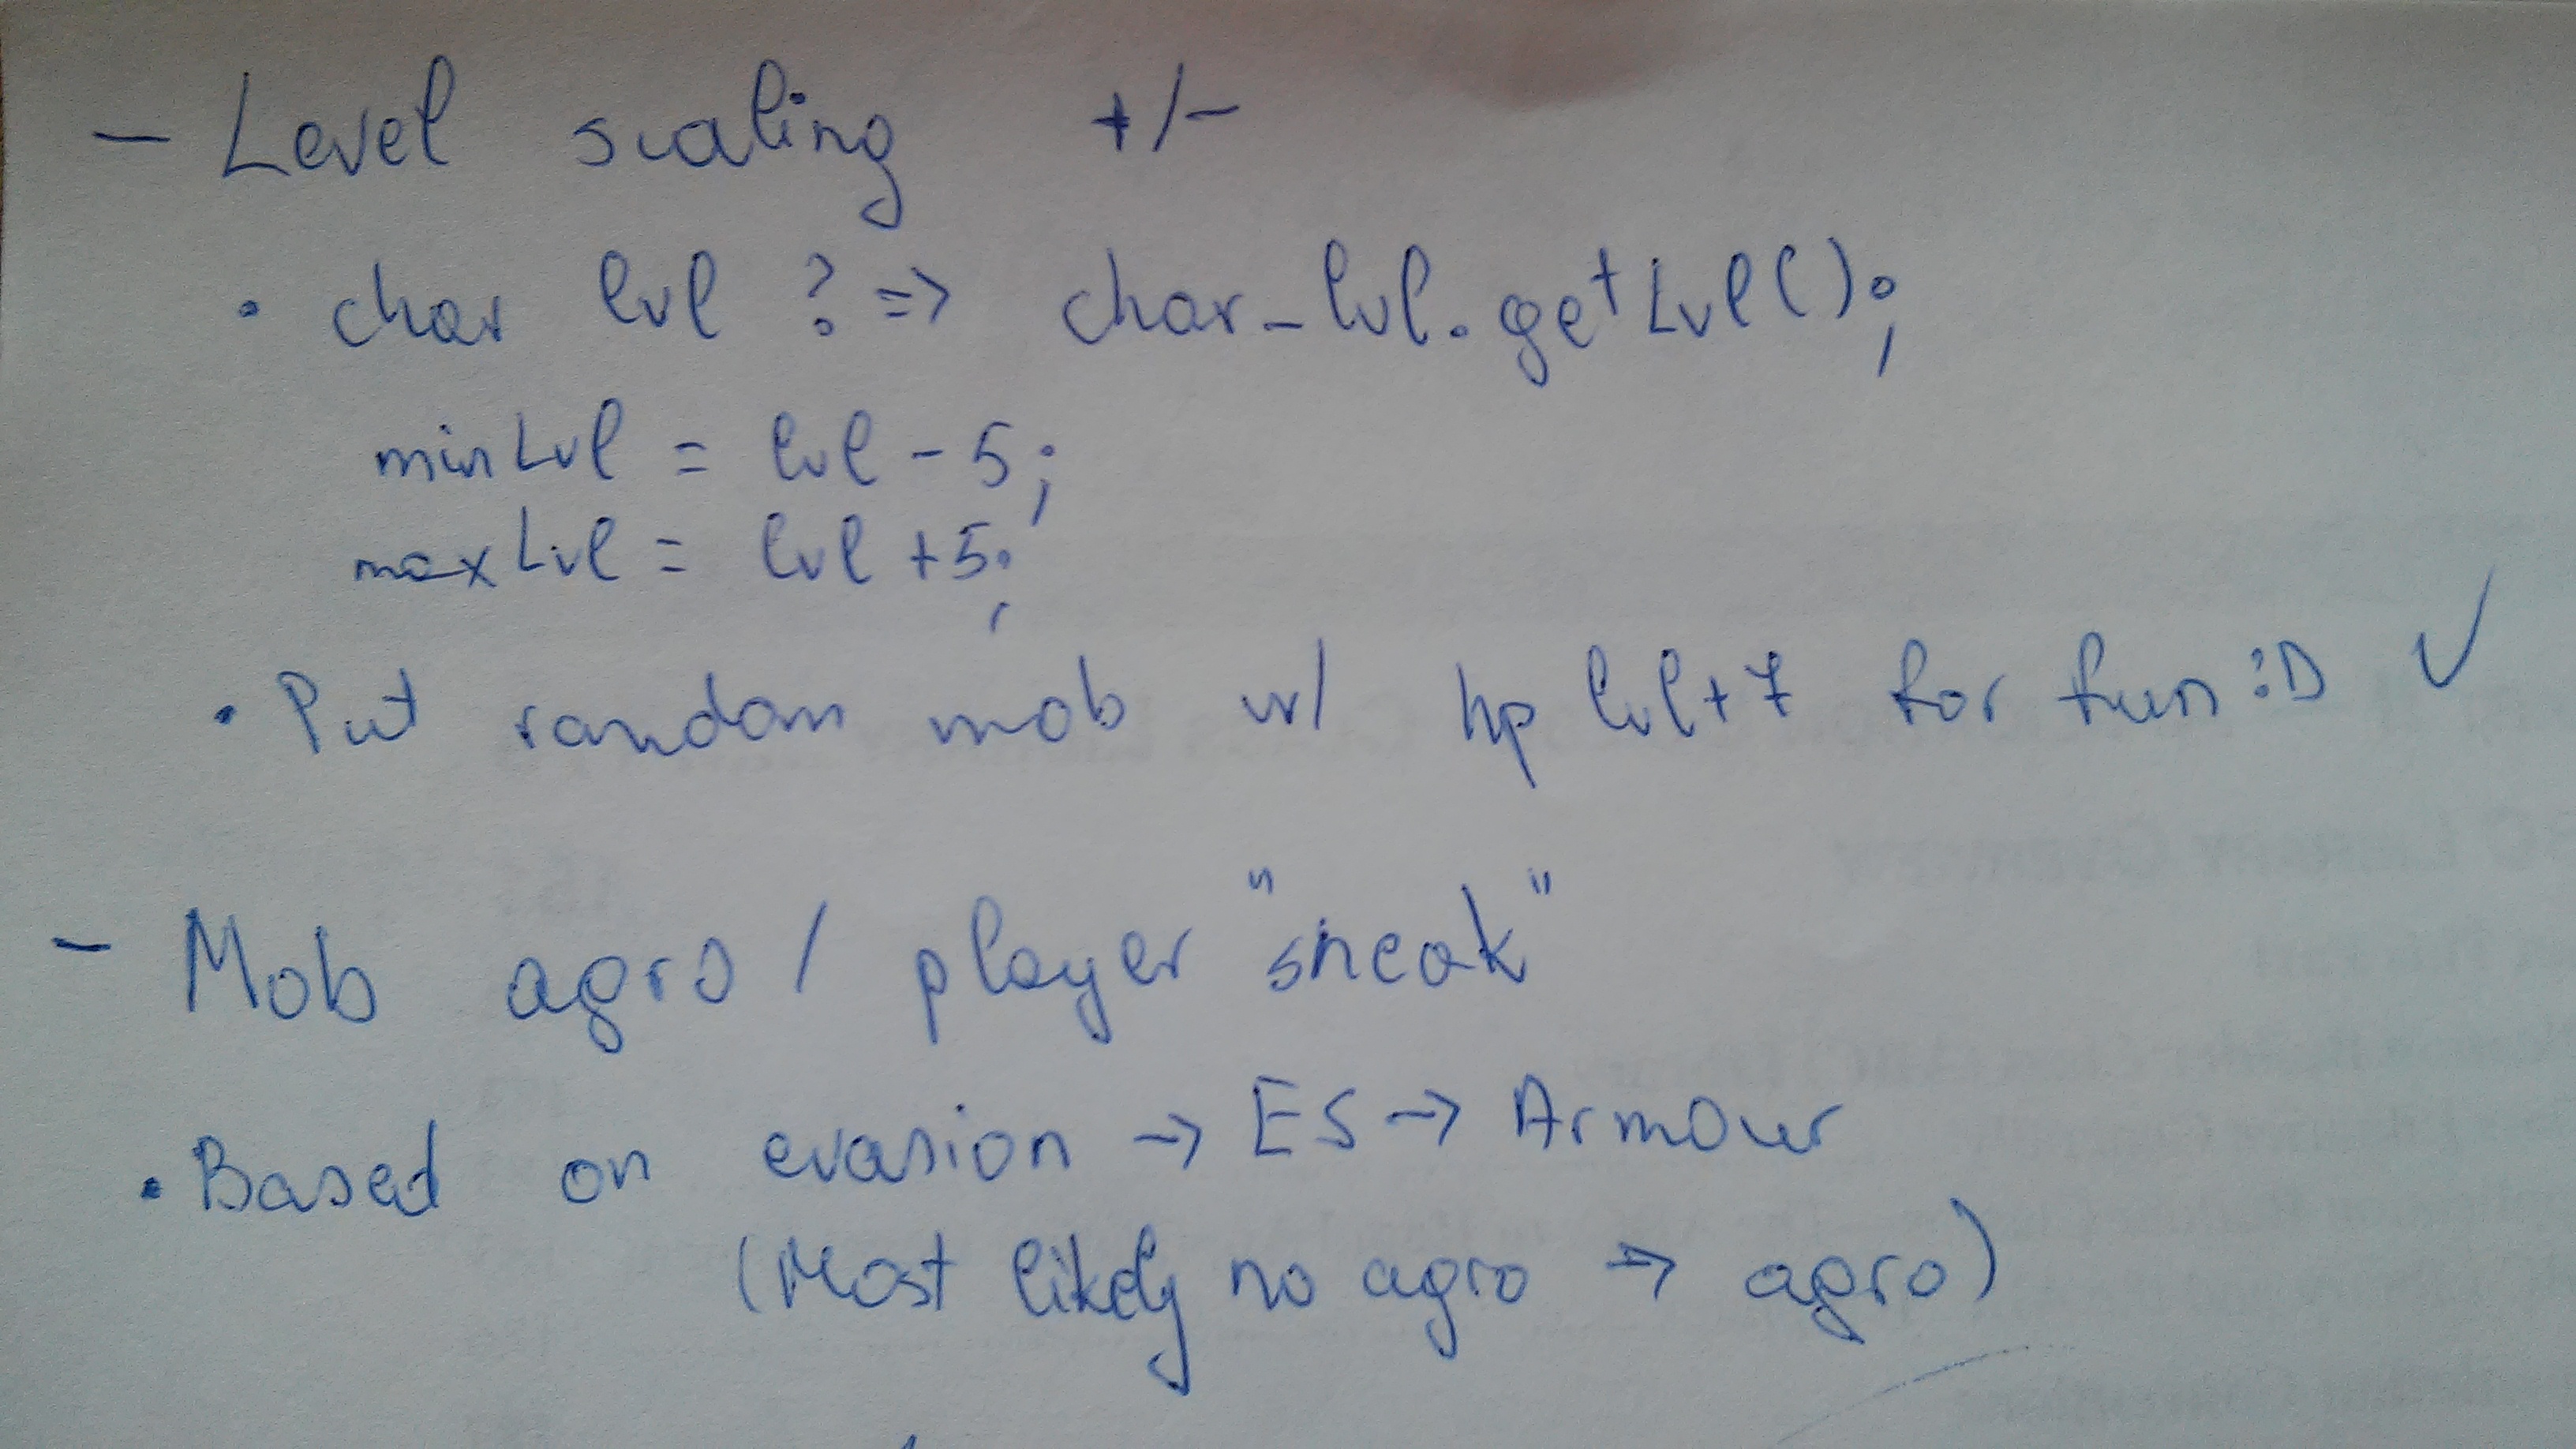 - Level scaling +/-
• char lvl ? => char_lvl.getLvl();
minLvl = lvl - 5;
maxLvl = lvl + 5;
• Put random mob w/ hp lvl+7 for fun :D ✓
- Mob agro / player "sneak"
• Based on evasion -> ES -> Armour
(Most likely no agro -> agro)